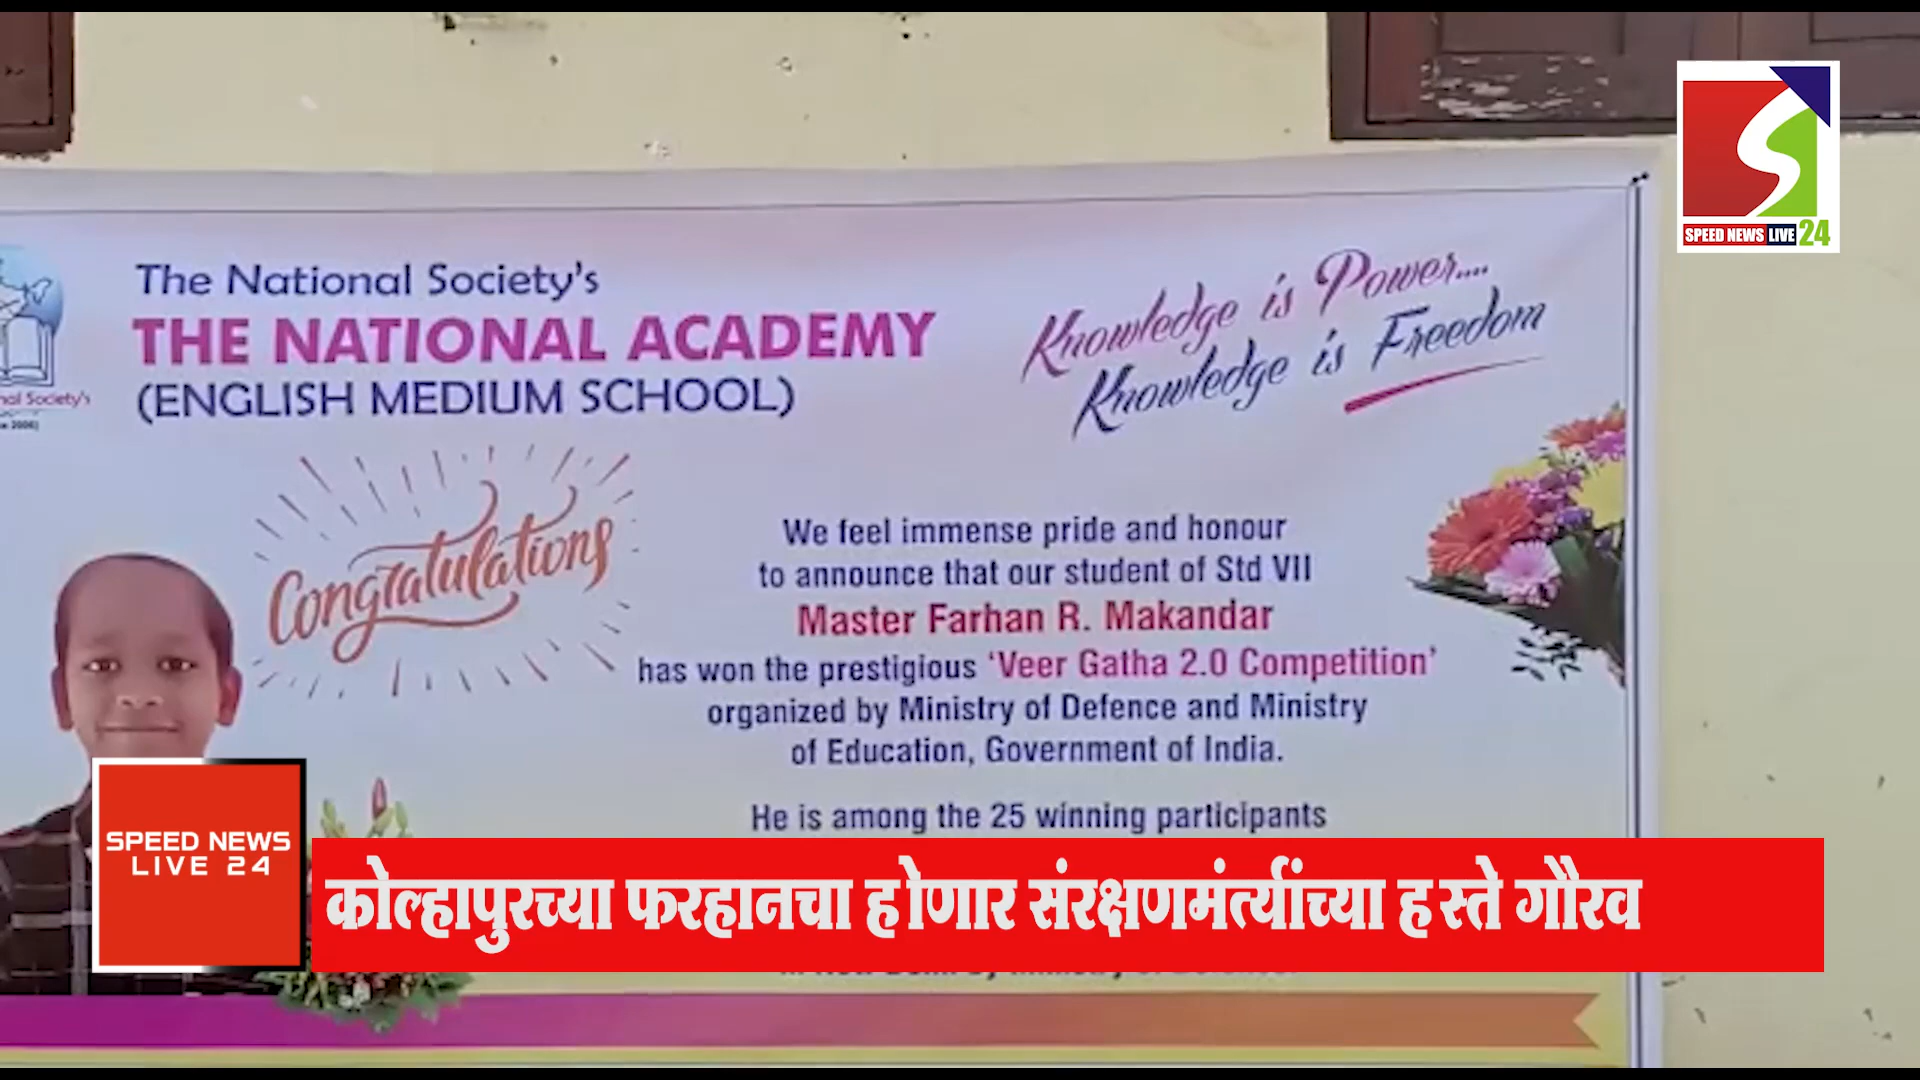 SPEED NEWS LIVE 24
The National Society's
THE NATIONAL ACADEMY
(ENGLISH MEDIUM SCHOOL)
Knowledge is Power....
Knowledge is Freedom
nal Society's
Congratulations
We feel immense pride and honour
to announce that our student of Std VII
Master Farhan R. Makandar
has won the prestigious ‘Veer Gatha 2.0 Competition’
organized by Ministry of Defence and Ministry
of Education, Government of India.
He is among the 25 winning participants
SPEED NEWS
LIVE 24
कोल्हापुरच्या फरहानचा होणार संरक्षणमंत्र्यांच्या हस्ते गौरव